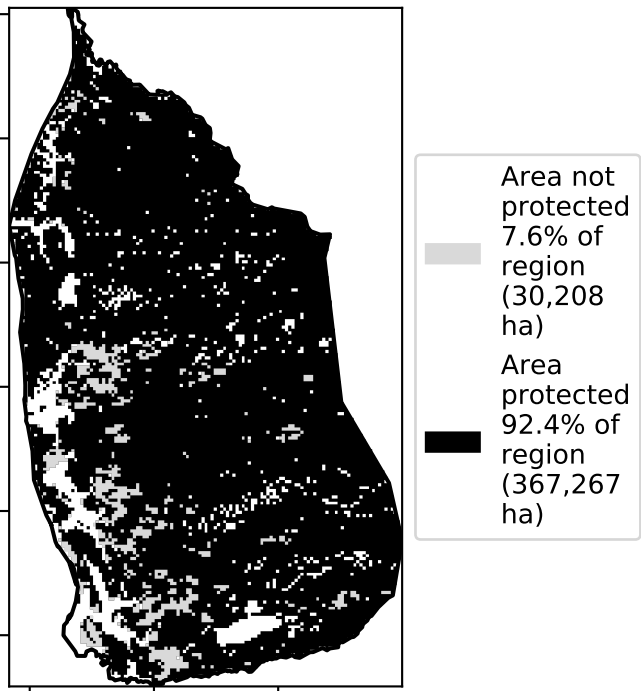 Area not
protected
7.6% of
region
(30,208
ha)
Area
protected
92.4% of
region
(367,267
ha)